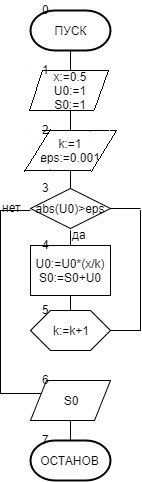 0
ПУСК
1
x:=0.5
U0:=1
S0:=1
2
k:=1
eps:=0.001
3
нет
abs(U0)>eps
да
4
U0:=U0*(x/k)
S0:=S0+U0
5
k:=k+1
6
S0
7
ОСТАНОВ